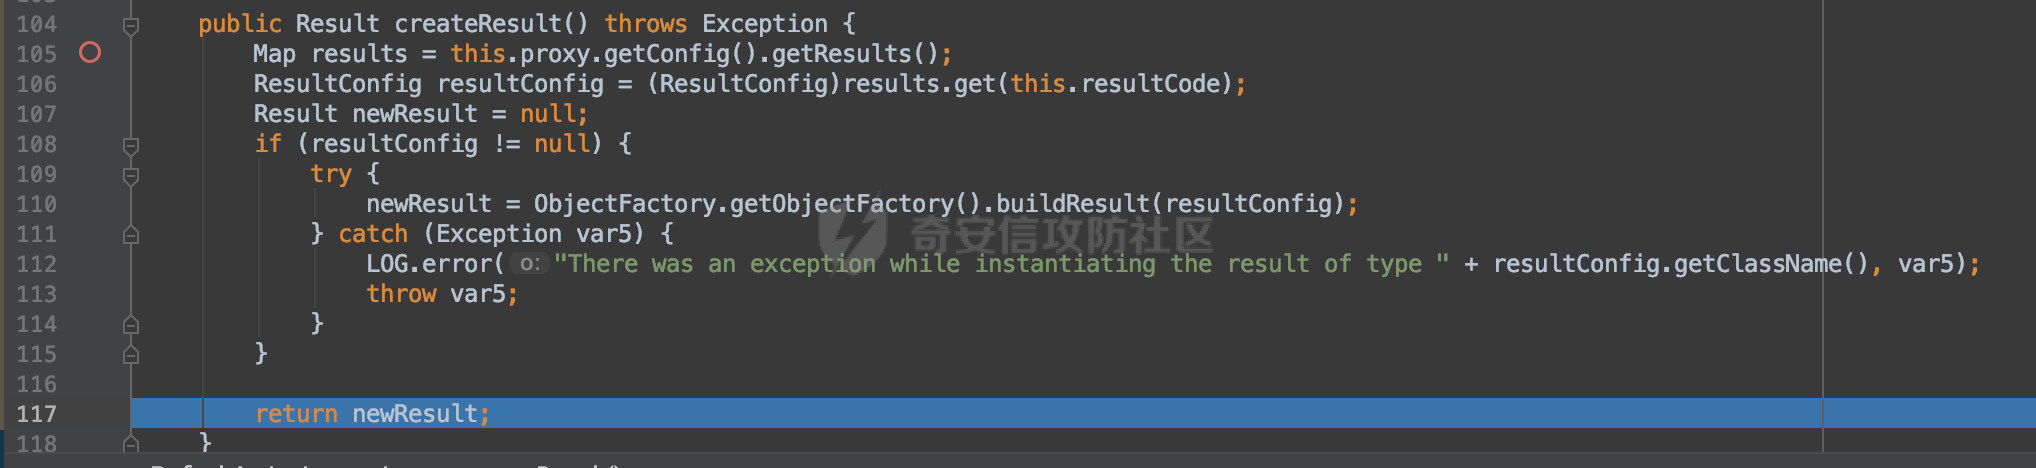 104 public Result createResult() throws Exception {
105 Map results = this.proxy.getConfig().getResults();
106 ResultConfig resultConfig = (ResultConfig)results.get(this.resultCode);
107 Result newResult = null;
108 if (resultConfig != null) {
109 try {
110 newResult = ObjectFactory.getObjectFactory().buildResult(resultConfig);
奇安信攻防社区
111 } catch (Exception var5) {
112 LOG.error( o: "There was an exception while instantiating the result of type " + resultConfig.getClassName(), var5);
113 throw var5;
114 }
115 }
116
117 return newResult;
118 }